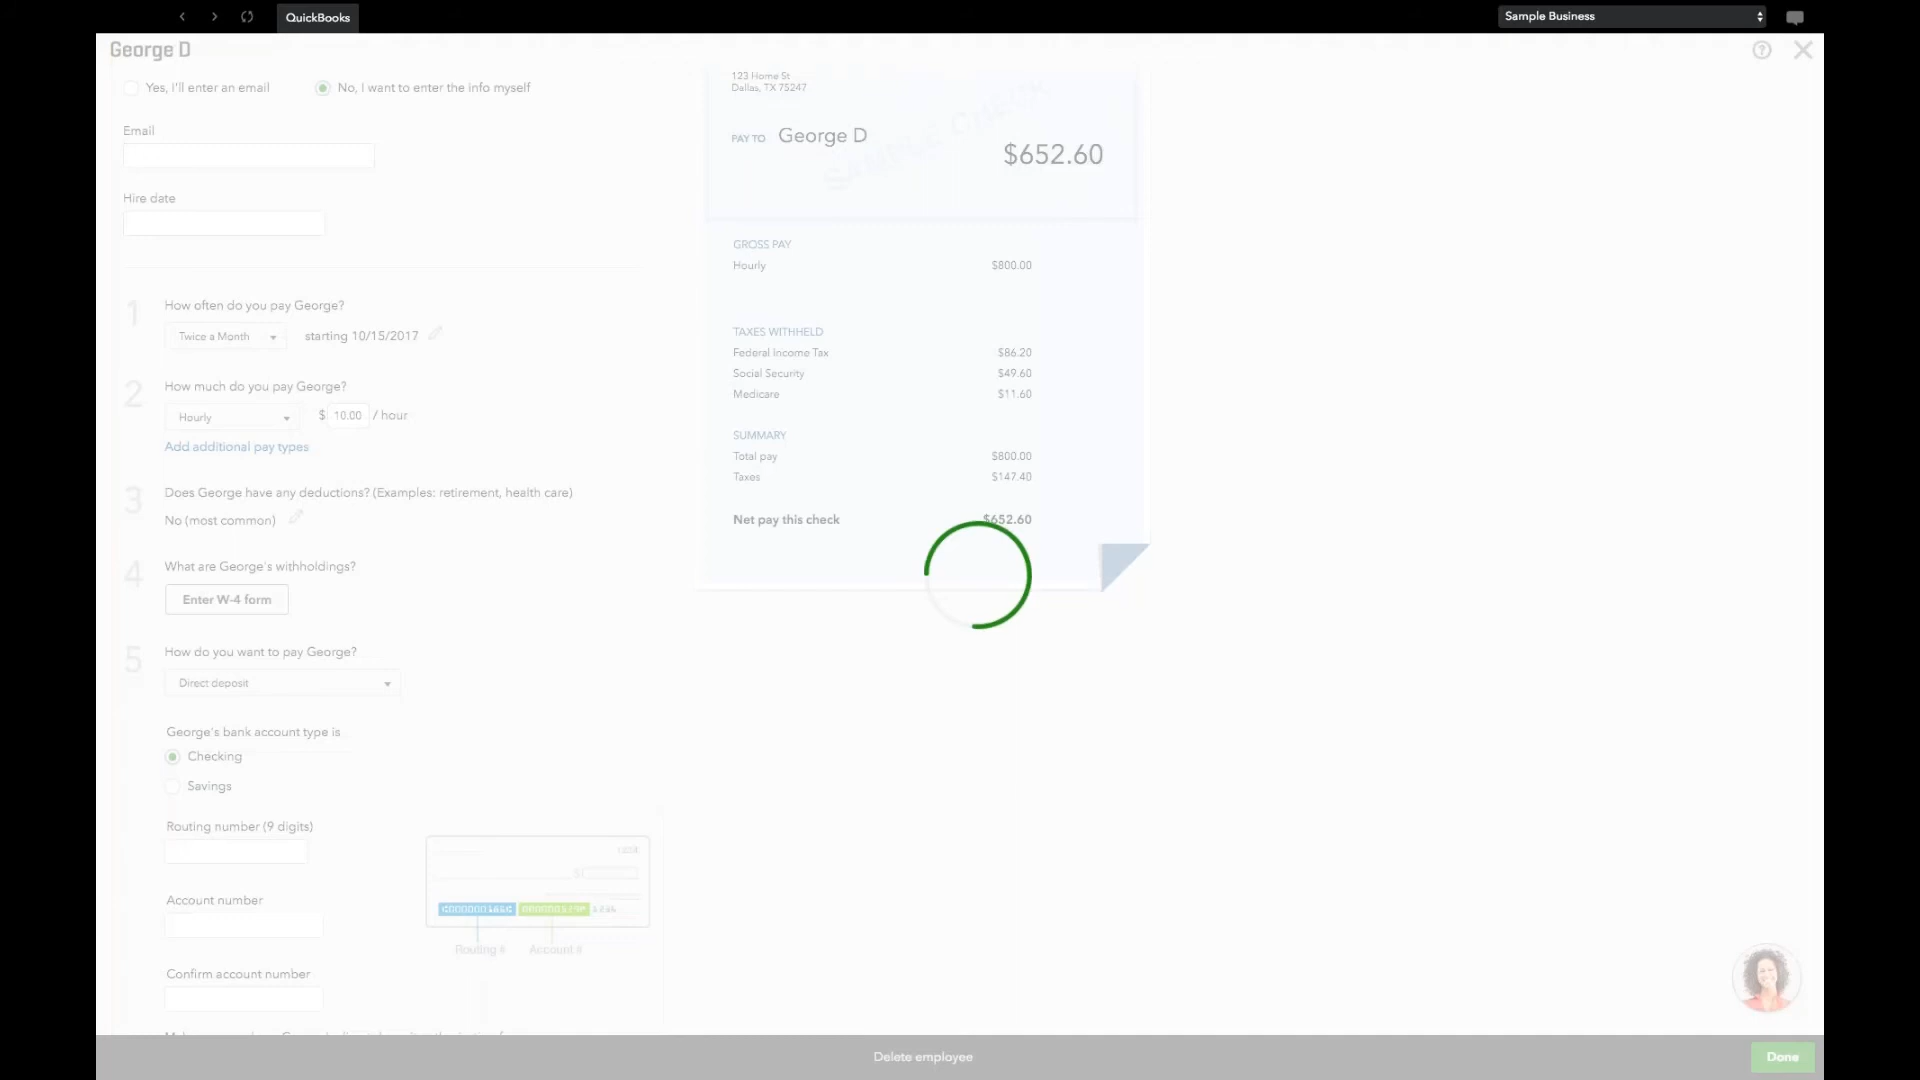 QuickBooks
Sample Business
George D
Yes, I'll enter an email
No, I want to enter the info myself
Email
Hire date
1
How often do you pay George?
Twice a Month
starting 10/15/2017
2
How much do you pay George?
Hourly
$ 10.00 / hour
Add additional pay types
3
Does George have any deductions? (Examples: retirement, health care)
No (most common)
4
What are George's withholdings?
Enter W-4 form
5
How do you want to pay George?
Direct deposit
George's bank account type is
Checking
Savings
Routing number (9 digits)
Account number
Confirm account number
Routing #
Account #
123 Home St
Dallas, TX 75247
SAMPLE CHECK
PAY TO George D
$652.60
GROSS PAY
Hourly $800.00
TAXES WITHHELD
Federal Income Tax $86.20
Social Security $49.60
Medicare $11.60
SUMMARY
Total pay $800.00
Taxes $147.40
Net pay this check $652.60
Delete employee
Done